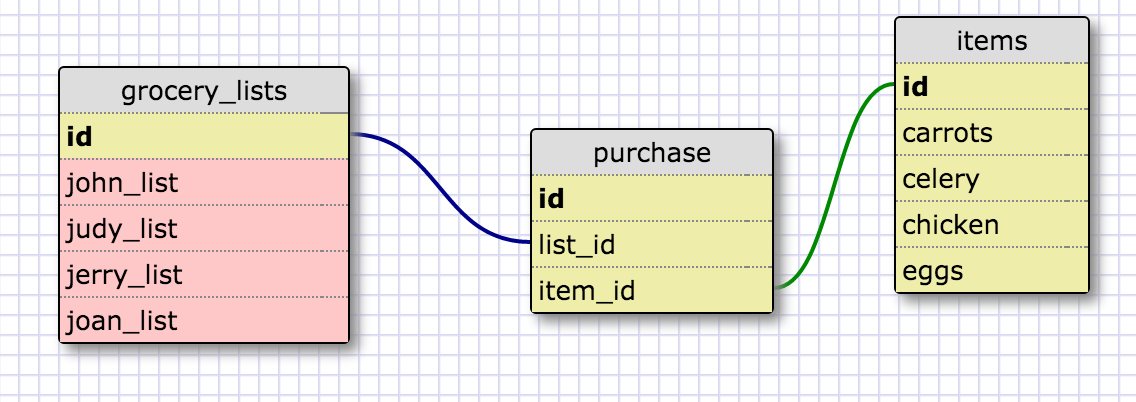 grocery_lists
id
john_list
judy_list
jerry_list
joan_list
purchase
id
list_id
item_id
items
id
carrots
celery
chicken
eggs